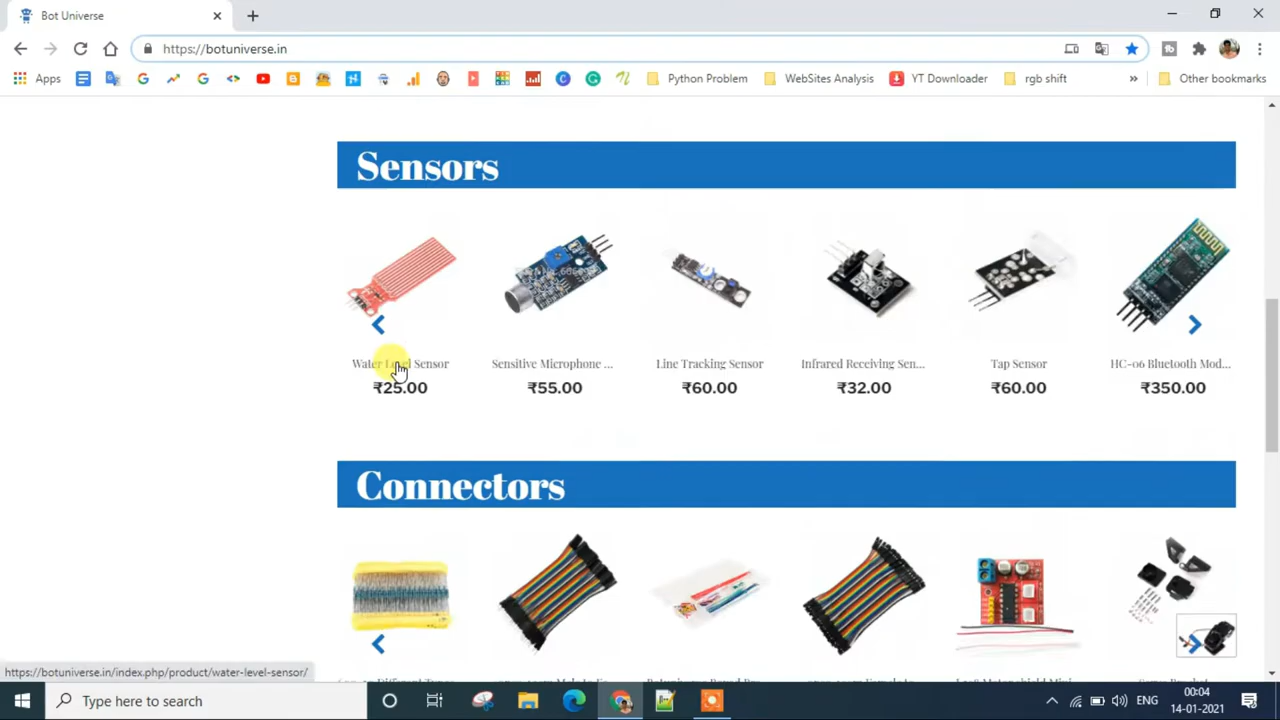 Bot Universe
https://botuniverse.in
Apps
Python Problem
WebSites Analysis
YT Downloader
rgb shift
»
Other bookmarks
Sensors
Water Level Sensor
Sensitive Microphone ...
Line Tracking Sensor
Infrared Receiving Sen...
Tap Sensor
HC-06 Bluetooth Mod...
₹25.00
₹55.00
₹60.00
₹32.00
₹60.00
₹350.00
Connectors
https://botuniverse.in/index.php/product/water-level-sensor/
Type here to search
ENG
00:04
14-01-2021